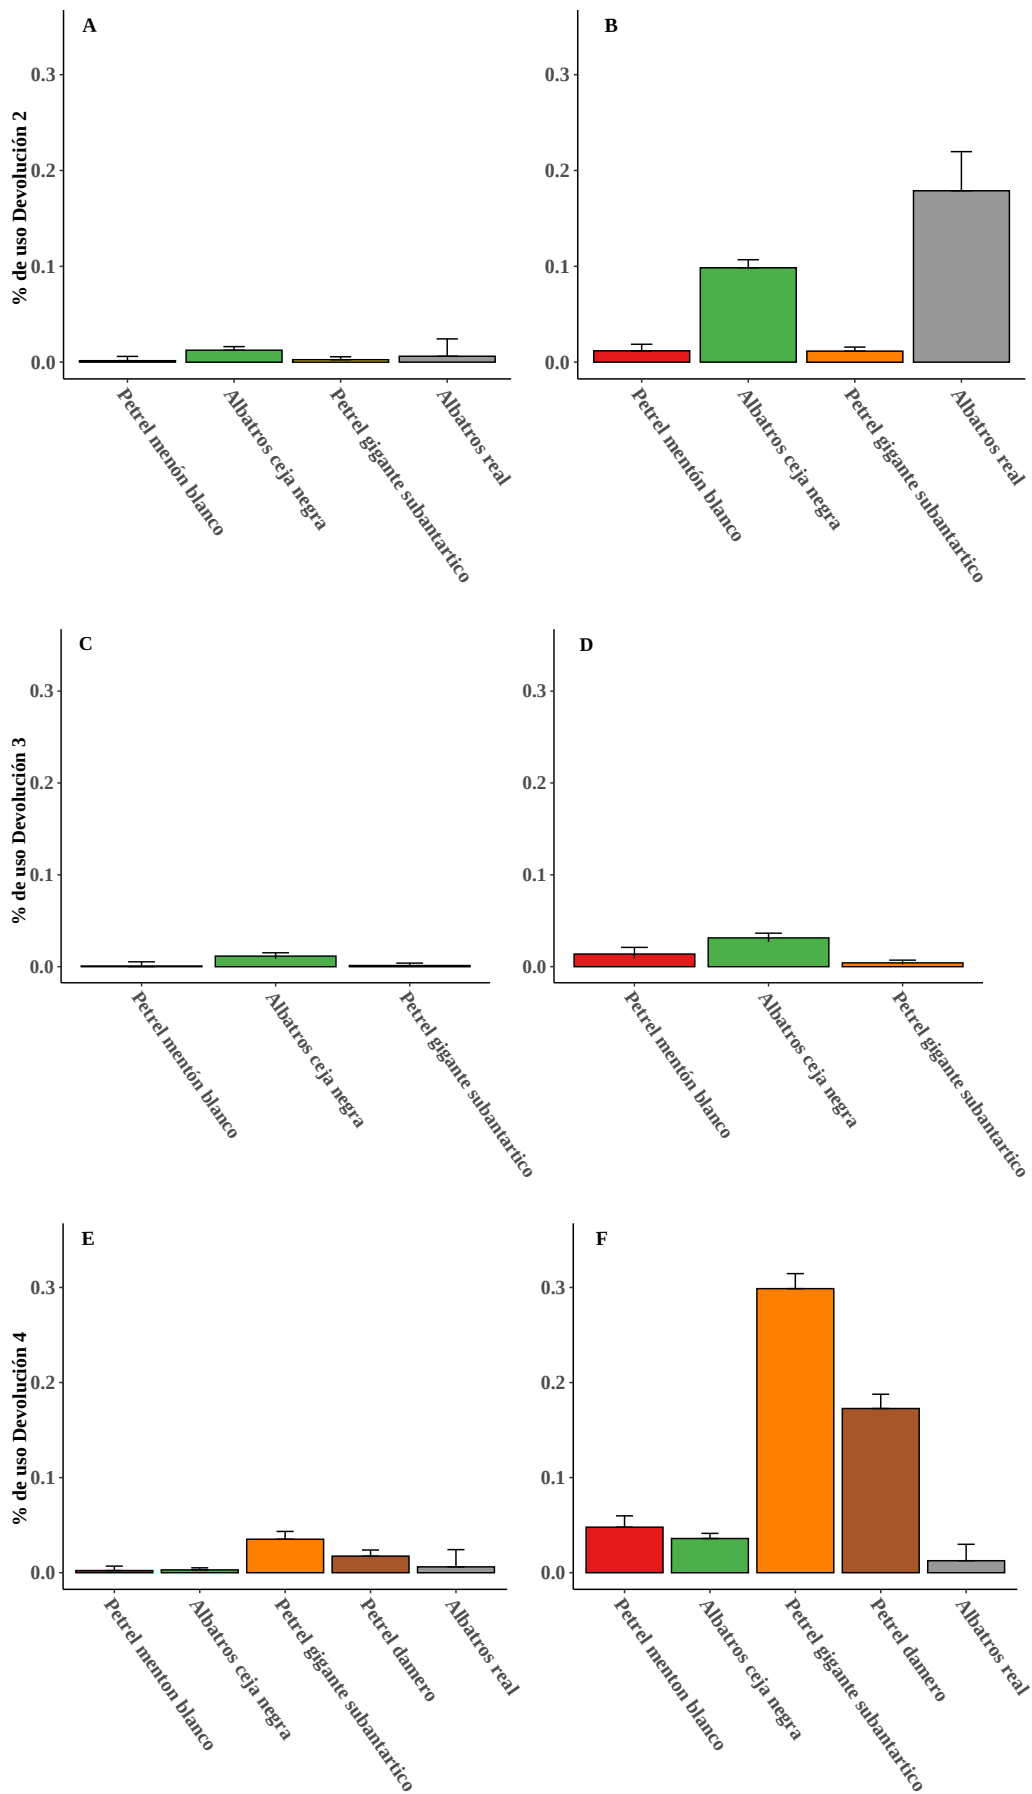 A
B
% de uso Devolución 2
0.3
0.2
0.1
0.0
0.3
0.2
0.1
0.0
Petrel menón blanco
Albatros ceja negra
Petrel gigante subantartico
Albatros real
Petrel mentón blanco
Albatros ceja negra
Petrel gigante subantartico
Albatros real
C
D
% de uso Devolución 3
0.3
0.2
0.1
0.0
0.3
0.2
0.1
0.0
Petrel mentón blanco
Albatros ceja negra
Petrel gigante subantartico
Petrel mentón blanco
Albatros ceja negra
Petrel gigante subantartico
E
F
% de uso Devolución 4
0.3
0.2
0.1
0.0
0.3
0.2
0.1
0.0
Petrel menton blanco
Albatros ceja negra
Petrel gigante subantartico
Petrel damero
Albatros real
Petrel menton blanco
Albatros ceja negra
Petrel gigante subantartico
Petrel damero
Albatros real